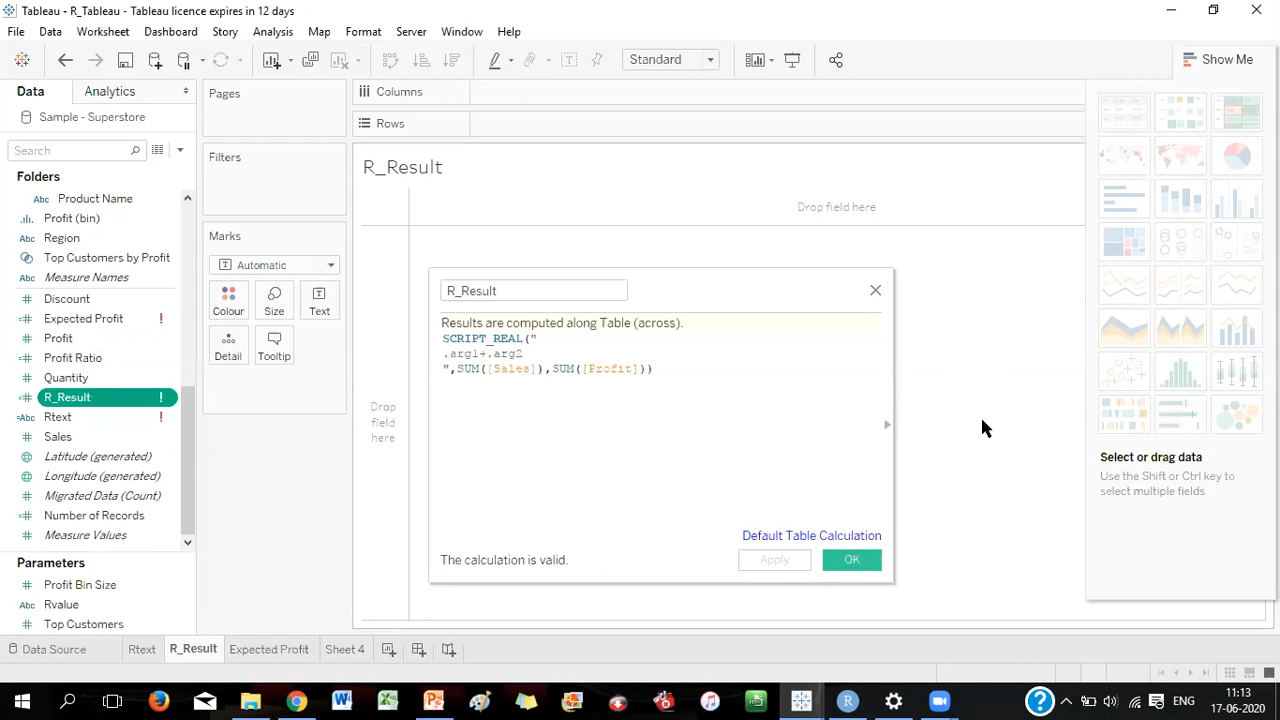 Tableau - R_Tableau - Tableau licence expires in 12 days
File Data Worksheet Dashboard Story Analysis Map Format Server Window Help
Standard
Show Me
Data Analytics
Sample - Superstore
Search
Folders
Abc Product Name
Profit (bin)
Abc Region
Top Customers by Profit
Abc Measure Names
Discount
Expected Profit !
Profit
Profit Ratio
Quantity
R_Result !
Abc Rtext !
Sales
Latitude (generated)
Longitude (generated)
Migrated Data (Count)
Number of Records
Measure Values
Parameters
Profit Bin Size
Abc Rvalue
Top Customers
Pages
Filters
Marks
Automatic
Colour Size Text
Detail Tooltip
Columns
Rows
R_Result
Drop field here
Drop
field
here
R_Result
Results are computed along Table (across).
SCRIPT_REAL("
.arg1+.arg2
",SUM([Sales]),SUM([Profit]))
Default Table Calculation
The calculation is valid.
Apply OK
Select or drag data
Use the Shift or Ctrl key to
select multiple fields
Data Source Rtext R_Result Expected Profit Sheet 4
ENG
11:13
17-06-2020